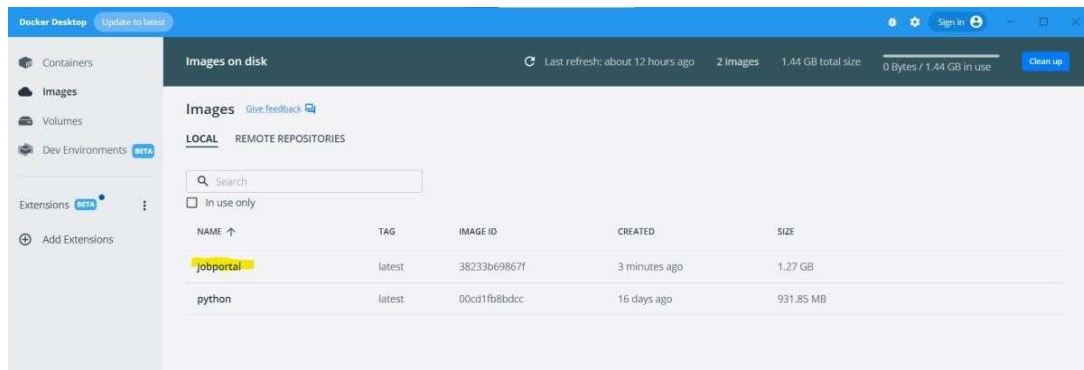 Docker Desktop Update to latest Sign in
Containers
Images
Volumes
Dev Environments BETA
Extensions BETA
Add Extensions
Images on disk Last refresh: about 12 hours ago 2 images 1.44 GB total size 0 Bytes / 1.44 GB in use Clean up
Images Give feedback
LOCAL REMOTE REPOSITORIES
Search
In use only
NAME TAG IMAGE ID CREATED SIZE
jobportal latest 38233b69867f 3 minutes ago 1.27 GB
python latest 00cd1fb8bdcc 16 days ago 931.85 MB